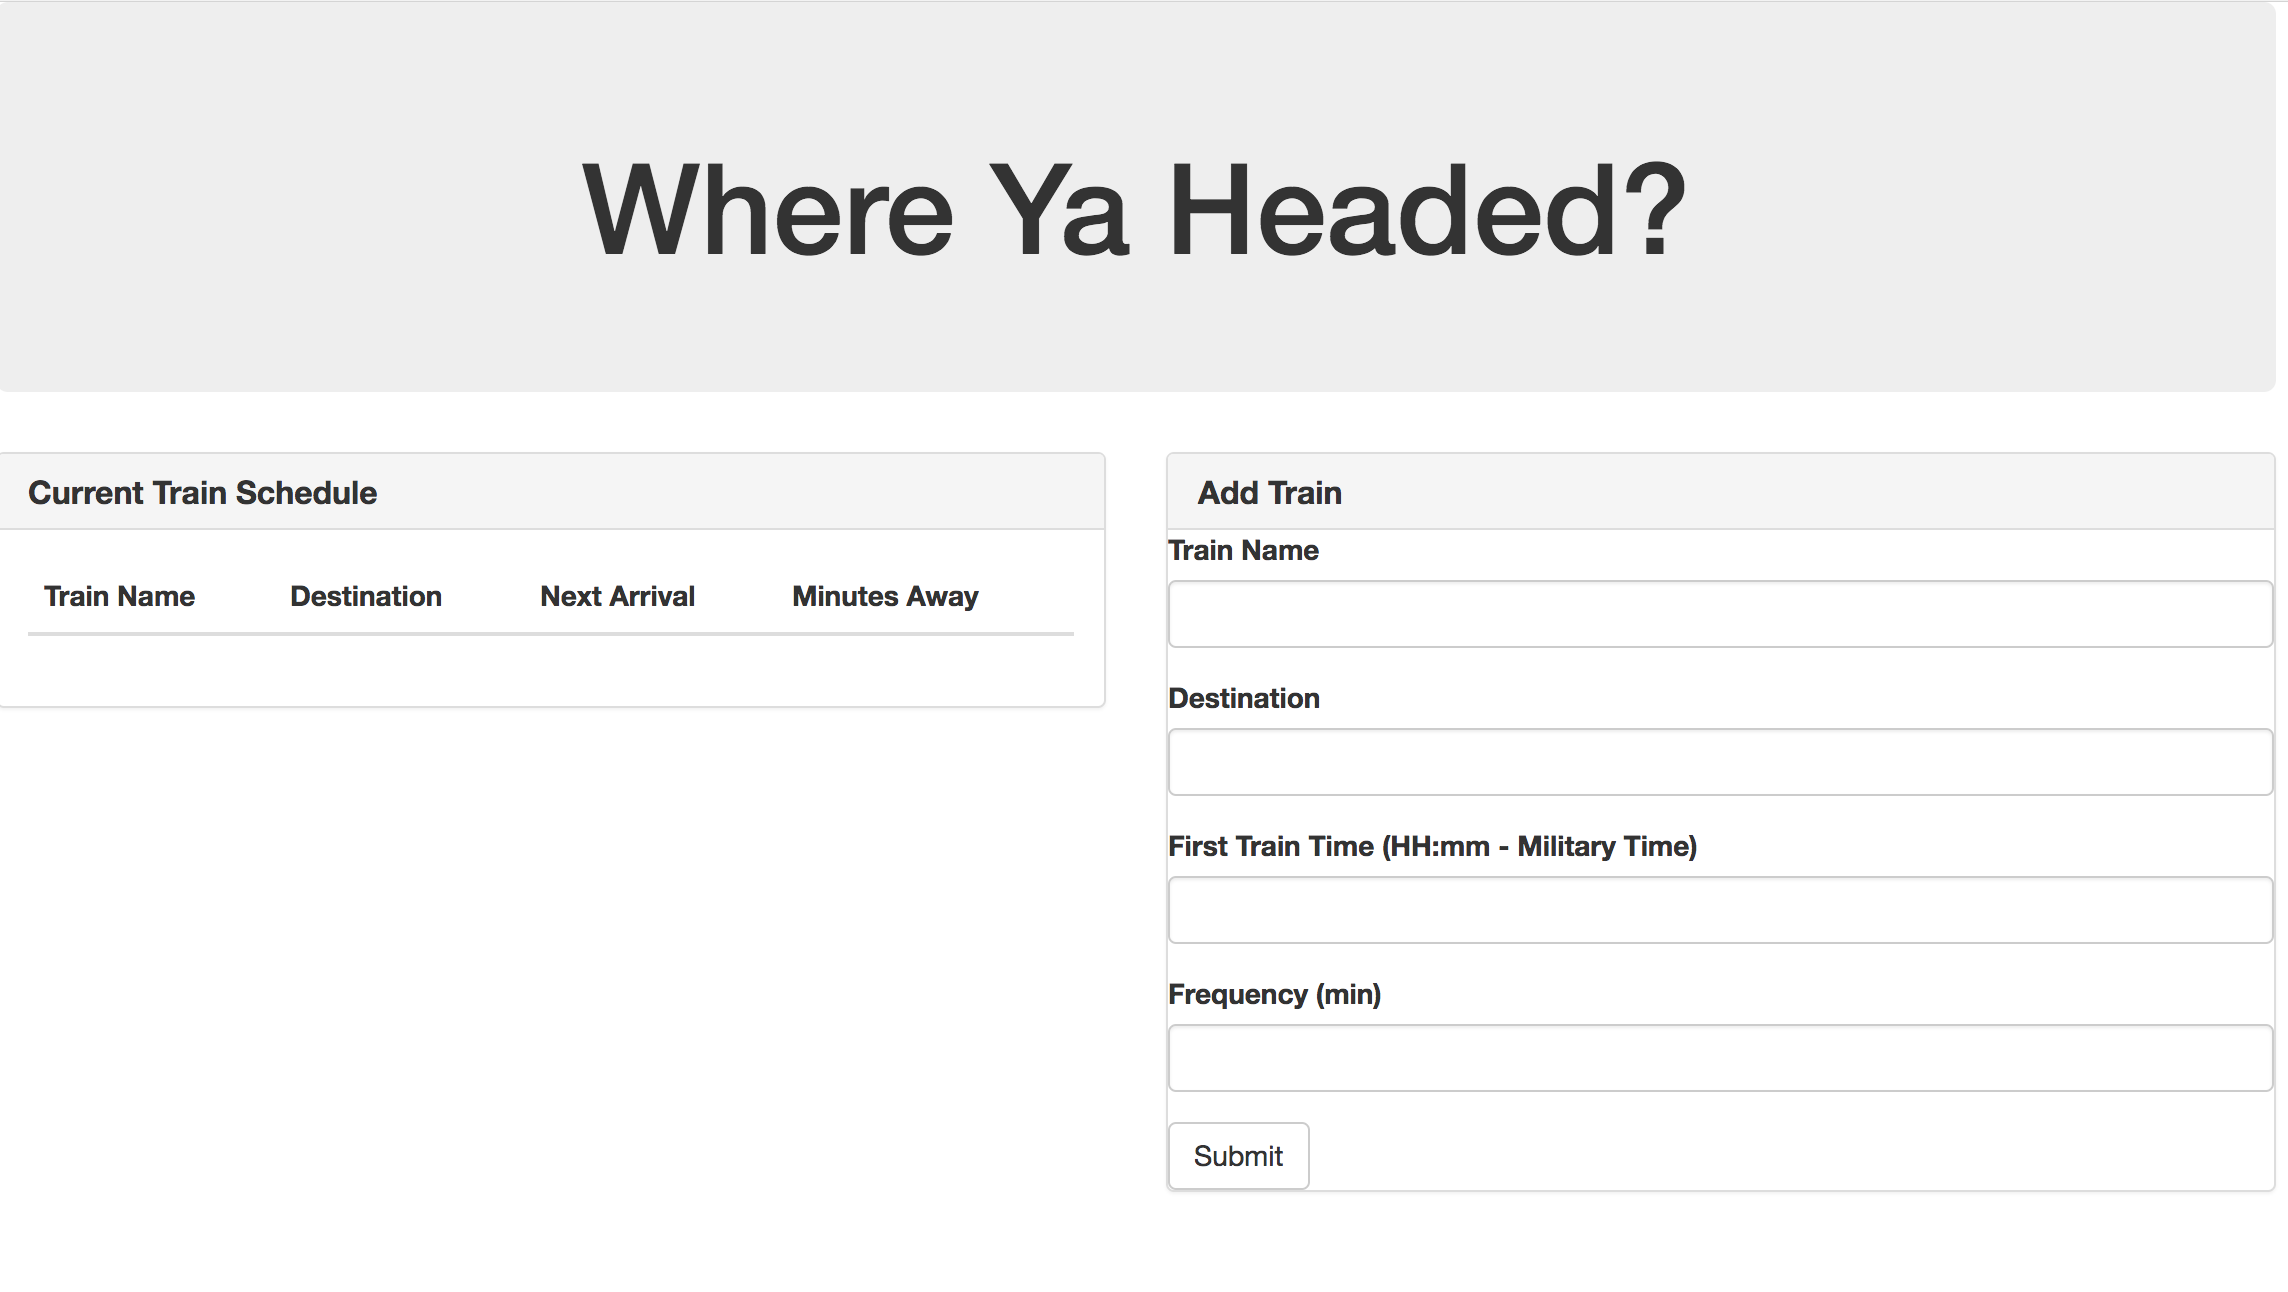 Where Ya Headed?
Current Train Schedule
Train Name Destination Next Arrival Minutes Away
Add Train
Train Name
Destination
First Train Time (HH:mm - Military Time)
Frequency (min)
Submit